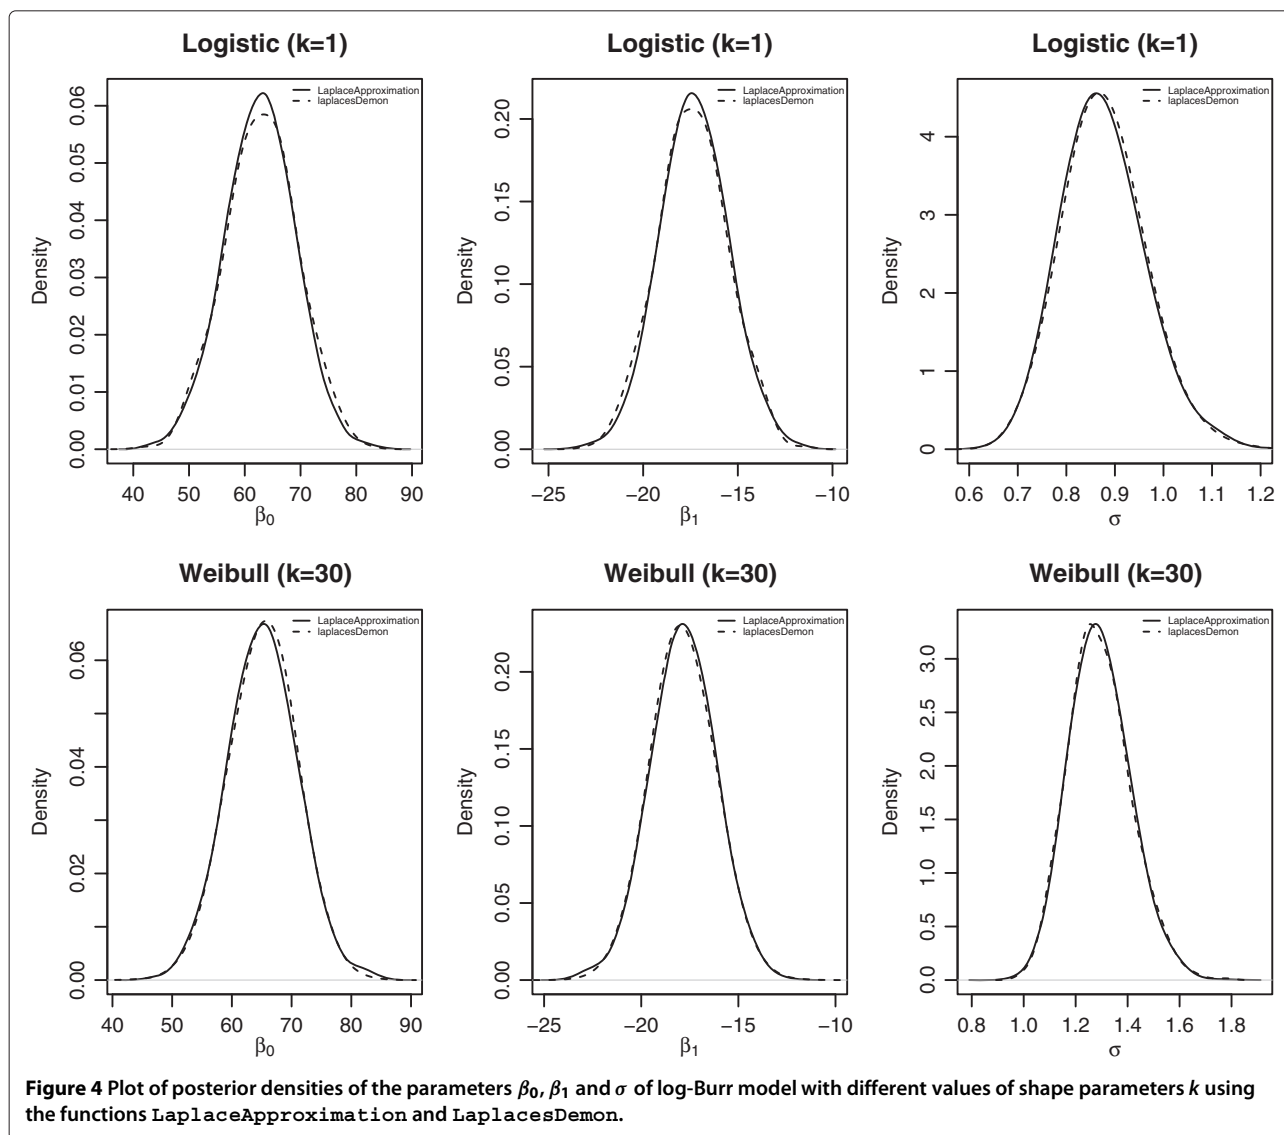 Logistic (k=1)
LaplaceApproximation
laplacesDemon
Density
0.00 0.01 0.02 0.03 0.04 0.05 0.06
40 50 60 70 80 90
β0
Logistic (k=1)
LaplaceApproximation
laplacesDemon
Density
0.00 0.05 0.10 0.15 0.20
−25 −20 −15 −10
β1
Logistic (k=1)
LaplaceApproximation
laplacesDemon
Density
0 1 2 3 4
0.6 0.7 0.8 0.9 1.0 1.1 1.2
σ
Weibull (k=30)
LaplaceApproximation
laplacesDemon
Density
0.00 0.02 0.04 0.06
40 50 60 70 80 90
β0
Weibull (k=30)
LaplaceApproximation
laplacesDemon
Density
0.00 0.05 0.10 0.15 0.20
−25 −20 −15 −10
β1
Weibull (k=30)
LaplaceApproximation
laplacesDemon
Density
0.0 0.5 1.0 1.5 2.0 2.5 3.0
0.8 1.0 1.2 1.4 1.6 1.8
σ
Figure 4 Plot of posterior densities of the parameters β0, β1 and σ of log-Burr model with different values of shape parameters k using
the functions LaplaceApproximation and LaplacesDemon.